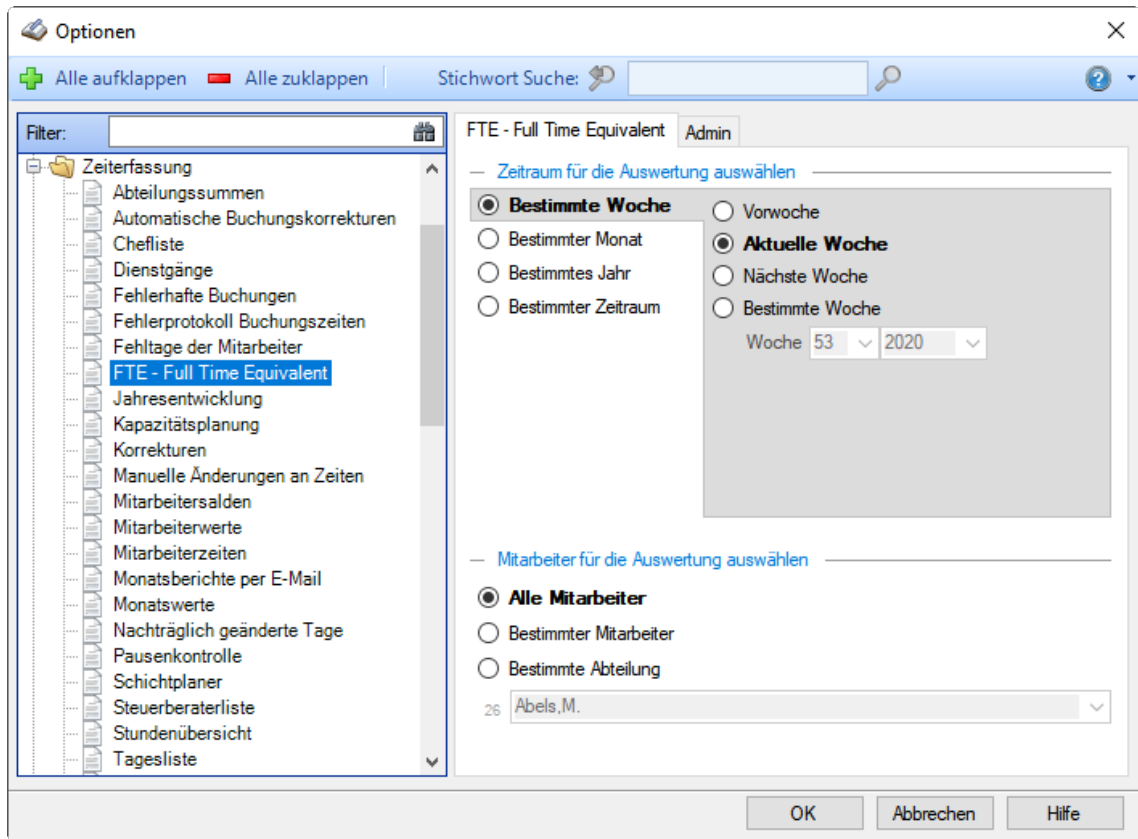 Optionen
Alle aufklappen Alle zuklappen Stichwort Suche:
Filter:
Zeiterfassung
Abteilungssummen
Automatische Buchungskorrekturen
Chefliste
Dienstgänge
Fehlerhafte Buchungen
Fehlerprotokoll Buchungszeiten
Fehltage der Mitarbeiter
FTE - Full Time Equivalent
Jahresentwicklung
Kapazitätsplanung
Korrekturen
Manuelle Änderungen an Zeiten
Mitarbeitersalden
Mitarbeiterwerte
Mitarbeiterzeiten
Monatsberichte per E-Mail
Monatswerte
Nachträglich geänderte Tage
Pausenkontrolle
Schichtplaner
Steuerberaterliste
Stundenübersicht
Tagesliste
FTE - Full Time Equivalent Admin
Zeitraum für die Auswertung auswählen
Bestimmte Woche
Bestimmter Monat
Bestimmtes Jahr
Bestimmter Zeitraum
Vorwoche
Aktuelle Woche
Nächste Woche
Bestimmte Woche
Woche 53 2020
Mitarbeiter für die Auswertung auswählen
Alle Mitarbeiter
Bestimmter Mitarbeiter
Bestimmte Abteilung
26 Abels,M.
OK Abbrechen Hilfe